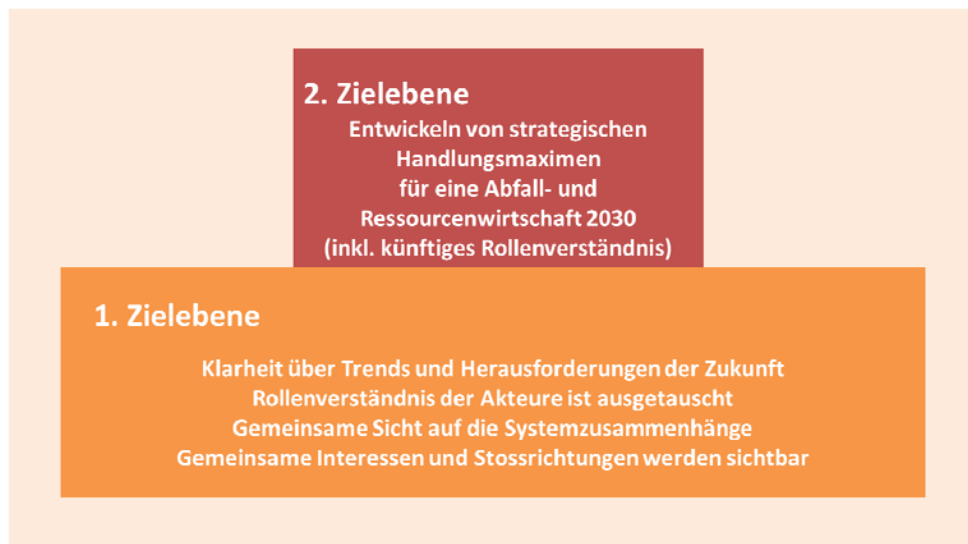 2. Zielebene
Entwickeln von strategischen
Handlungsmaximen
für eine Abfall- und
Ressourcenwirtschaft 2030
(inkl. künftiges Rollenverständnis)
1. Zielebene
Klarheit über Trends und Herausforderungen der Zukunft
Rollenverständnis der Akteure ist ausgetauscht
Gemeinsame Sicht auf die Systemzusammenhänge
Gemeinsame Interessen und Stossrichtungen werden sichtbar